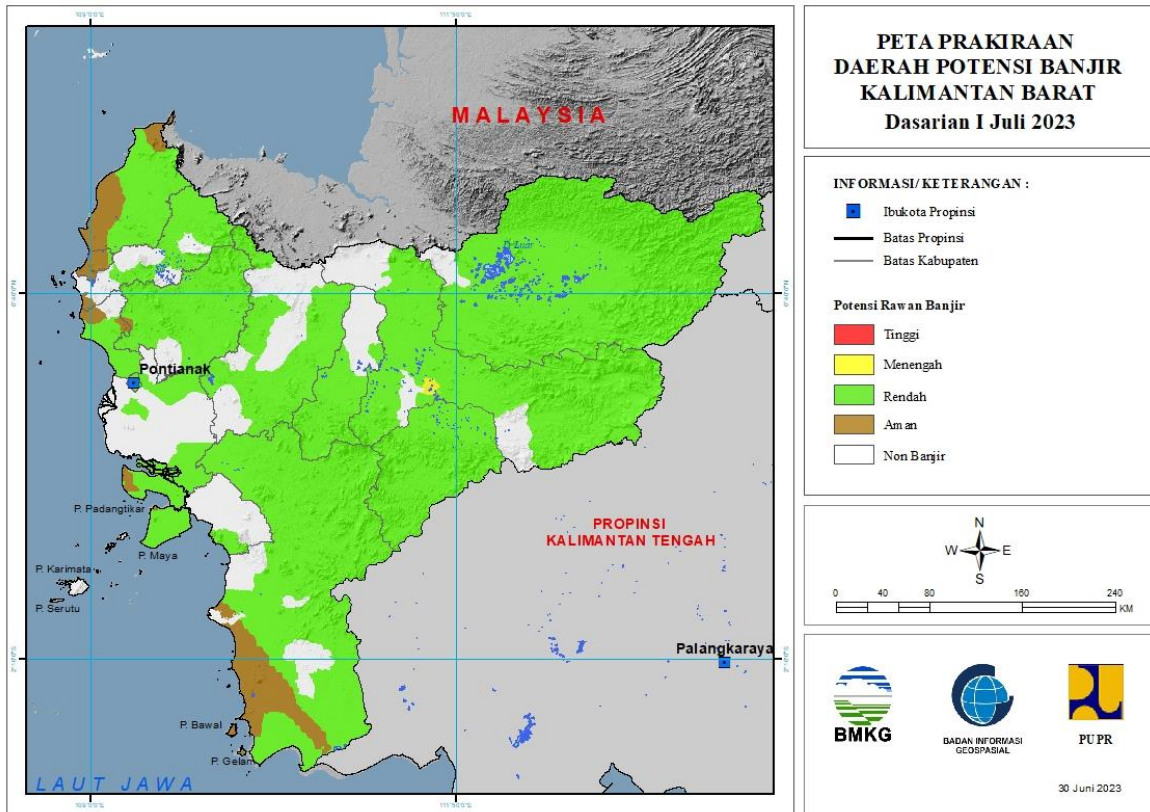 PETA PRAKIRAAN
DAERAH POTENSI BANJIR
KALIMANTAN BARAT
Dasarian I Juli 2023
INFORMASI/ KETERANGAN :
Ibukota Propinsi
Batas Propinsi
Batas Kabupaten
Potensi Rawan Banjir
Tinggi
Menengah
Rendah
Aman
Non Banjir
N
W E
S
0 40 80 160 240
KM
BMKG
BADAN INFORMASI
GEOSPASIAL
PUPR
30 Juni 2023
MALAYSIA
Pontianak
P. Padangtikar
P. Maya
P. Karimata
P. Serutu
PROPINSI
KALIMANTAN TENGAH
Palangkaraya
P. Bawal
P. Gelam
LAUT JAWA